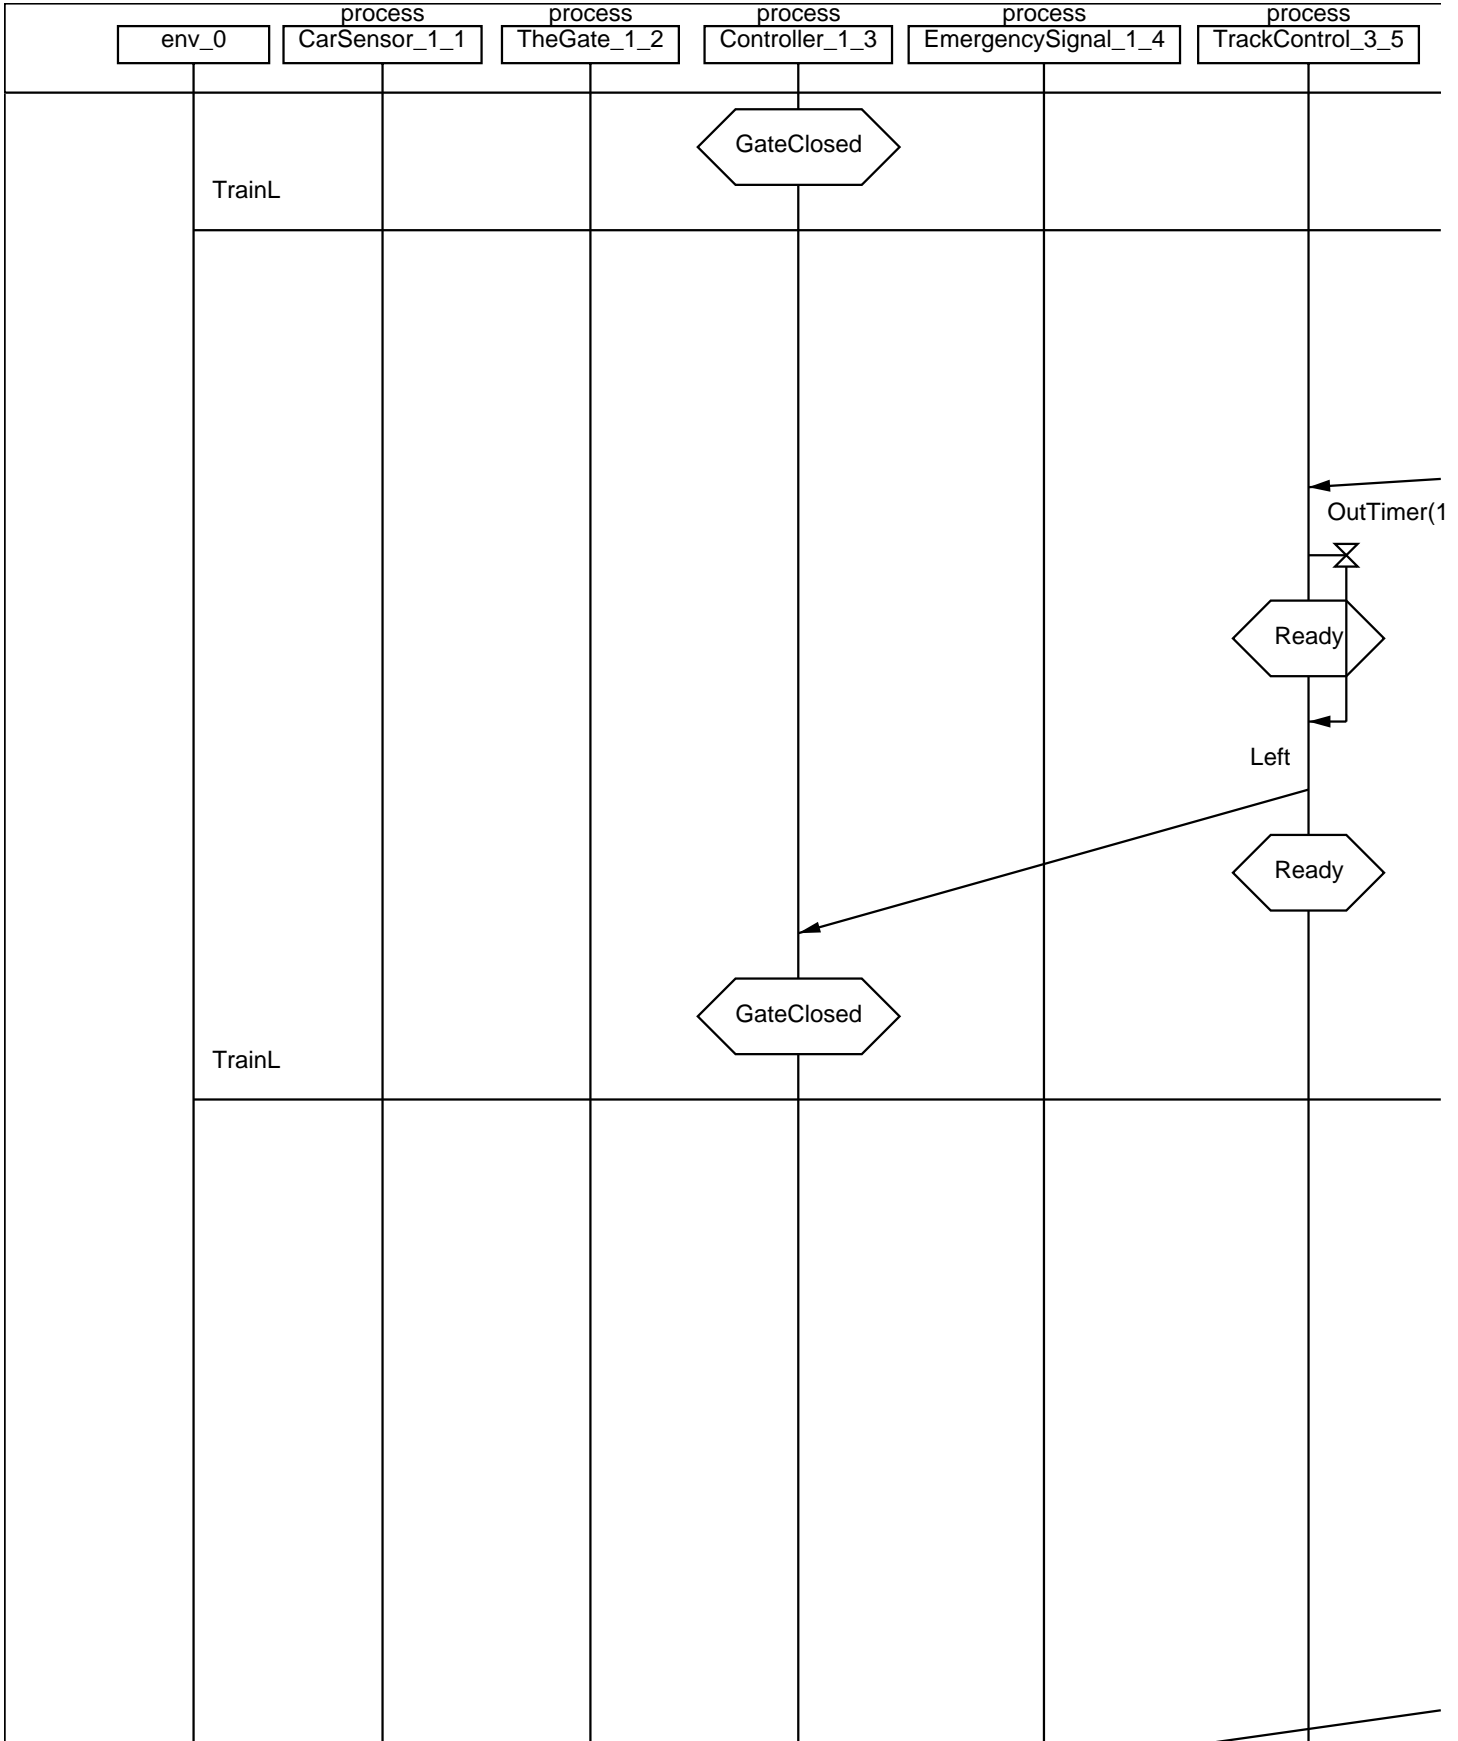 process process process process process
env_0 CarSensor_1_1 TheGate_1_2 Controller_1_3 EmergencySignal_1_4 TrackControl_3_5
GateClosed
TrainL
OutTimer(1
Ready
Left
Ready
GateClosed
TrainL